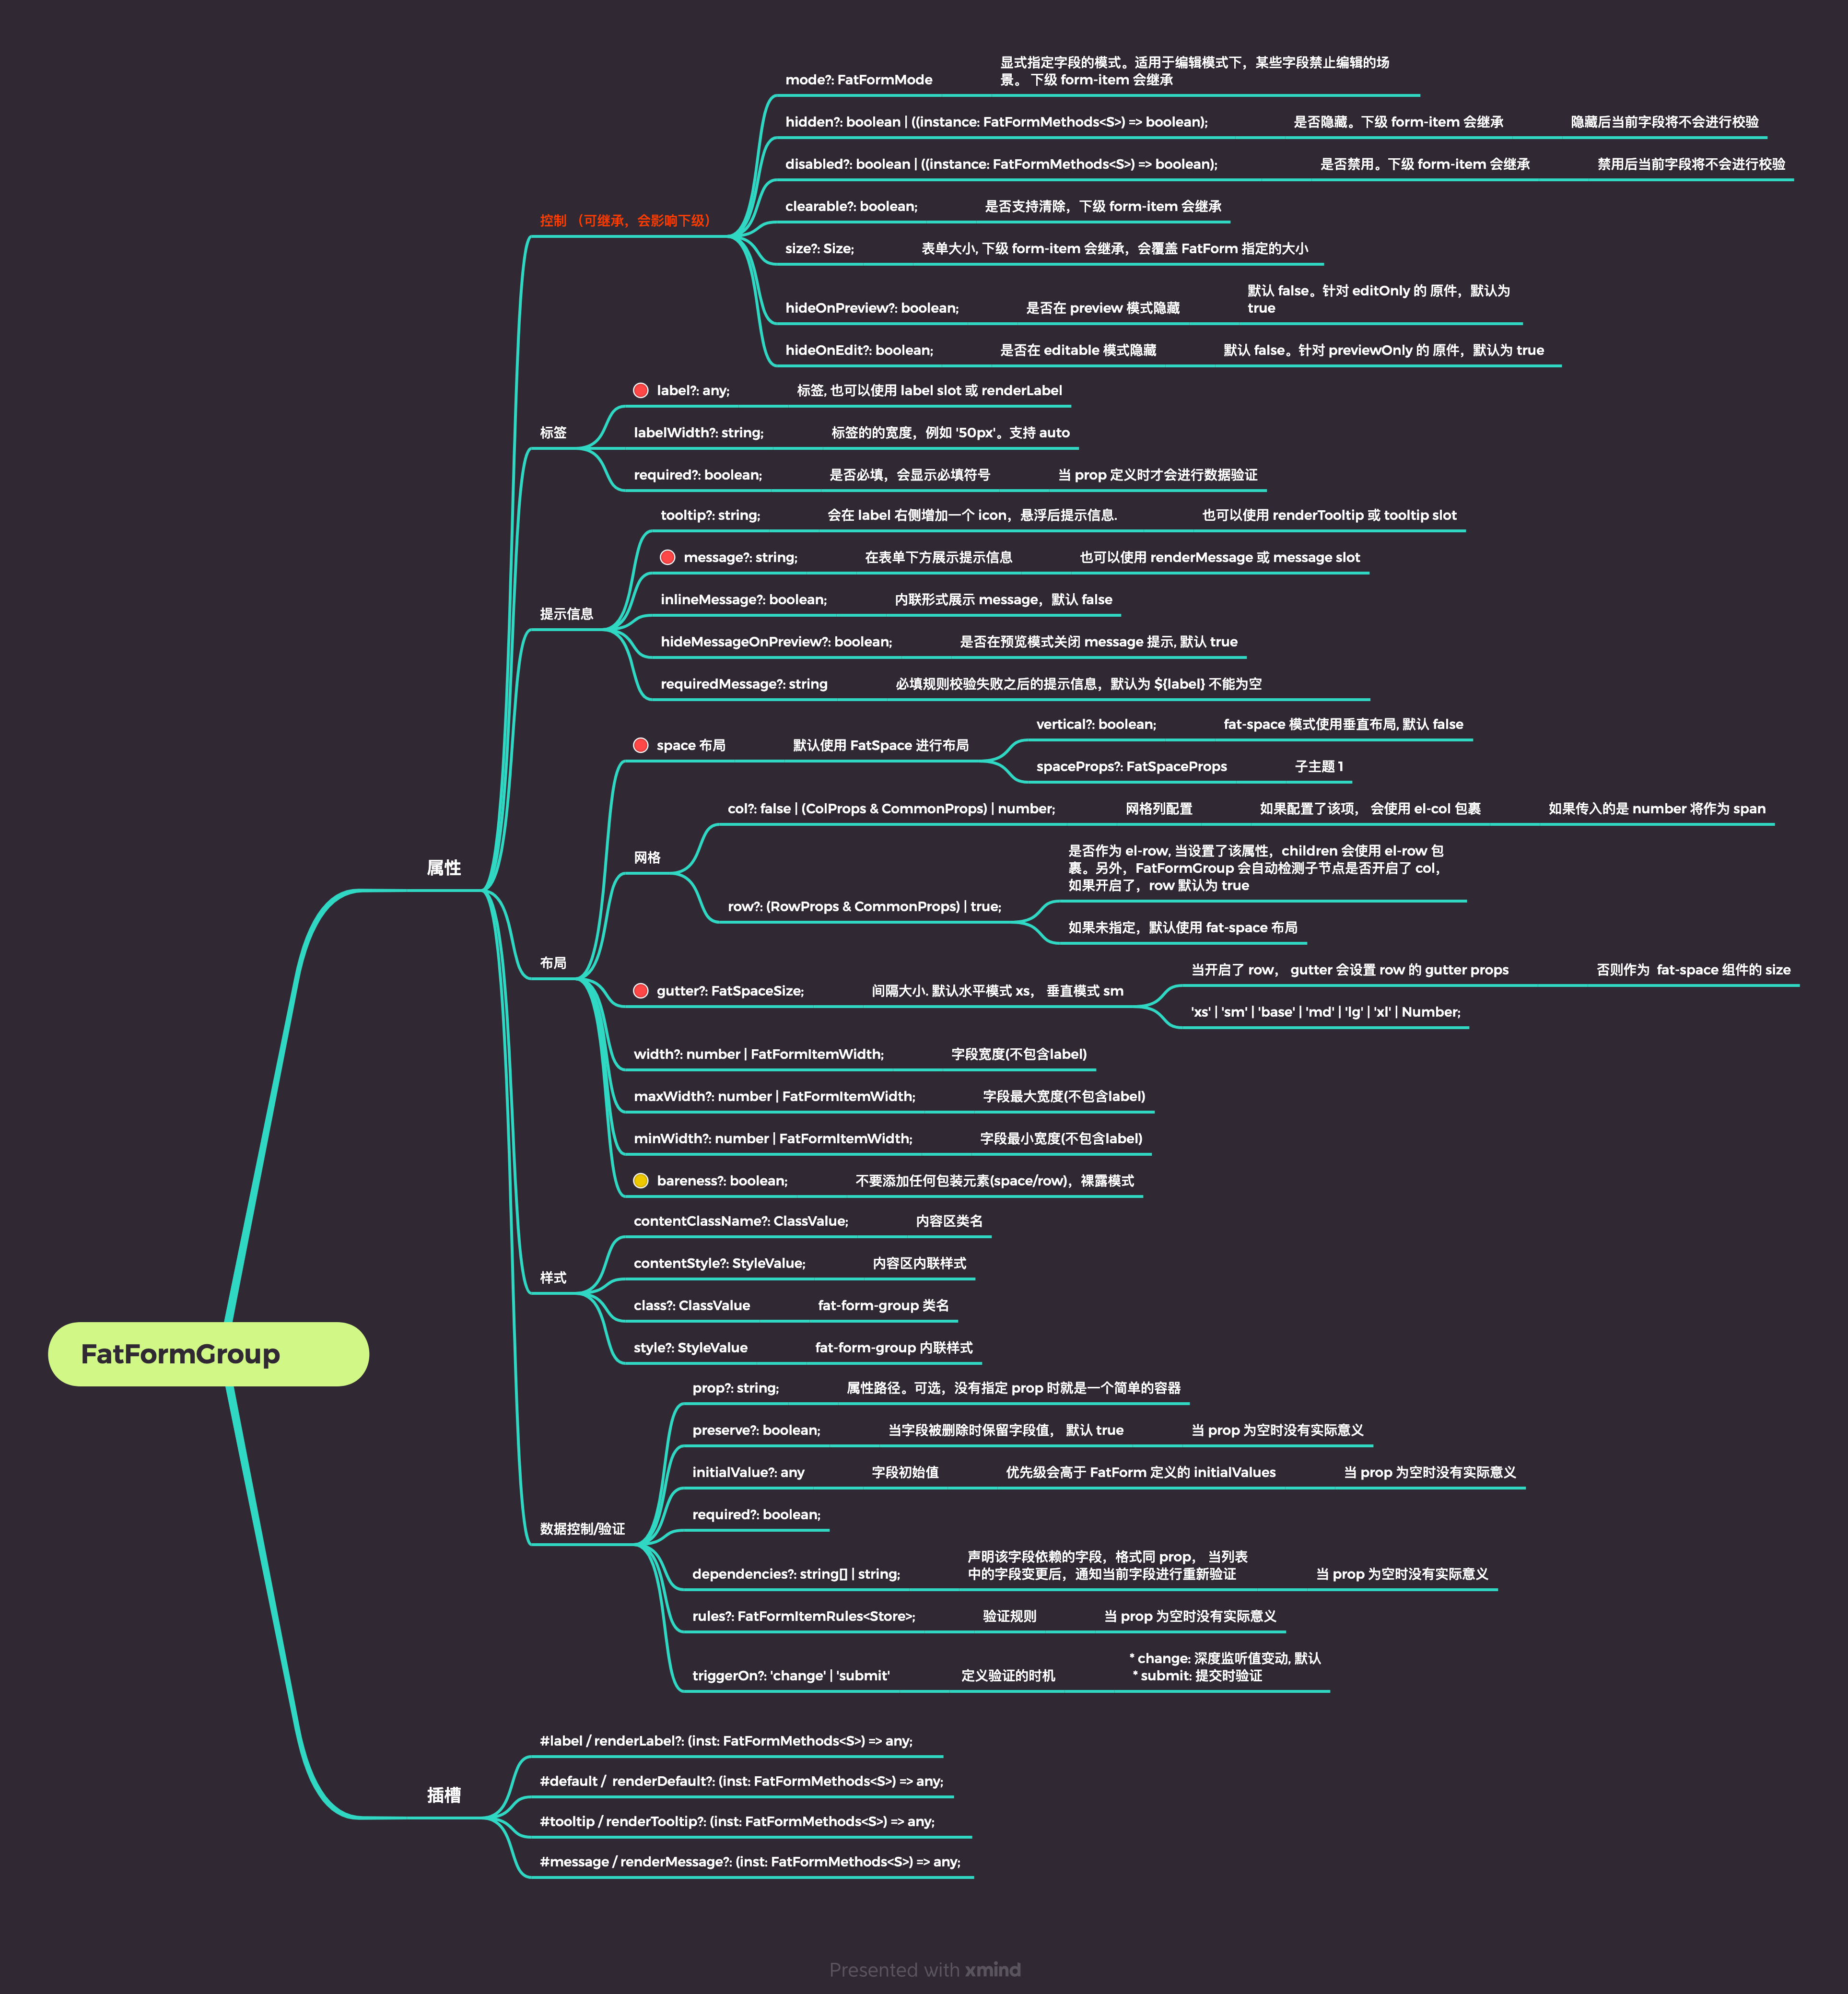 FatFormGroup
属性
控制 （可继承，会影响下级）
mode?: FatFormMode
显式指定字段的模式。适用于编辑模式下，某些字段禁止编辑的场
景。 下级 form-item 会继承
hidden?: boolean | ((instance: FatFormMethods<S>) => boolean);
是否隐藏。下级 form-item 会继承
隐藏后当前字段将不会进行校验
disabled?: boolean | ((instance: FatFormMethods<S>) => boolean);
是否禁用。下级 form-item 会继承
禁用后当前字段将不会进行校验
clearable?: boolean;
是否支持清除，下级 form-item 会继承
size?: Size;
表单大小, 下级 form-item 会继承，会覆盖 FatForm 指定的大小
hideOnPreview?: boolean;
是否在 preview 模式隐藏
默认 false。针对 editOnly 的 原件，默认为
true
hideOnEdit?: boolean;
是否在 editable 模式隐藏
默认 false。针对 previewOnly 的 原件，默认为 true
标签
label?: any;
标签, 也可以使用 label slot 或 renderLabel
labelWidth?: string;
标签的的宽度，例如 '50px'。支持 auto
required?: boolean;
是否必填，会显示必填符号
当 prop 定义时才会进行数据验证
提示信息
tooltip?: string;
会在 label 右侧增加一个 icon，悬浮后提示信息.
也可以使用 renderTooltip 或 tooltip slot
message?: string;
在表单下方展示提示信息
也可以使用 renderMessage 或 message slot
inlineMessage?: boolean;
内联形式展示 message，默认 false
hideMessageOnPreview?: boolean;
是否在预览模式关闭 message 提示, 默认 true
requiredMessage?: string
必填规则校验失败之后的提示信息，默认为 ${label} 不能为空
布局
space 布局
默认使用 FatSpace 进行布局
vertical?: boolean;
fat-space 模式使用垂直布局, 默认 false
spaceProps?: FatSpaceProps
子主题 1
网格
col?: false | (ColProps & CommonProps) | number;
网格列配置
如果配置了该项， 会使用 el-col 包裹
如果传入的是 number 将作为 span
row?: (RowProps & CommonProps) | true;
是否作为 el-row, 当设置了该属性，children 会使用 el-row 包
裹。另外，FatFormGroup 会自动检测子节点是否开启了 col，
如果开启了，row 默认为 true
如果未指定，默认使用 fat-space 布局
gutter?: FatSpaceSize;
间隔大小. 默认水平模式 xs， 垂直模式 sm
当开启了 row， gutter 会设置 row 的 gutter props
否则作为  fat-space 组件的 size
'xs' | 'sm' | 'base' | 'md' | 'lg' | 'xl' | Number;
width?: number | FatFormItemWidth;
字段宽度(不包含label)
maxWidth?: number | FatFormItemWidth;
字段最大宽度(不包含label)
minWidth?: number | FatFormItemWidth;
字段最小宽度(不包含label)
bareness?: boolean;
不要添加任何包装元素(space/row)，裸露模式
样式
contentClassName?: ClassValue;
内容区类名
contentStyle?: StyleValue;
内容区内联样式
class?: ClassValue
fat-form-group 类名
style?: StyleValue
fat-form-group 内联样式
数据控制/验证
prop?: string;
属性路径。可选，没有指定 prop 时就是一个简单的容器
preserve?: boolean;
当字段被删除时保留字段值， 默认 true
当 prop 为空时没有实际意义
initialValue?: any
字段初始值
优先级会高于 FatForm 定义的 initialValues
当 prop 为空时没有实际意义
required?: boolean;
dependencies?: string[] | string;
声明该字段依赖的字段，格式同 prop， 当列表
中的字段变更后，通知当前字段进行重新验证
当 prop 为空时没有实际意义
rules?: FatFormItemRules<Store>;
验证规则
当 prop 为空时没有实际意义
triggerOn?: 'change' | 'submit'
定义验证的时机
* change: 深度监听值变动, 默认
* submit: 提交时验证
插槽
#label / renderLabel?: (inst: FatFormMethods<S>) => any;
#default /  renderDefault?: (inst: FatFormMethods<S>) => any;
#tooltip / renderTooltip?: (inst: FatFormMethods<S>) => any;
#message / renderMessage?: (inst: FatFormMethods<S>) => any;
Presented with xmind